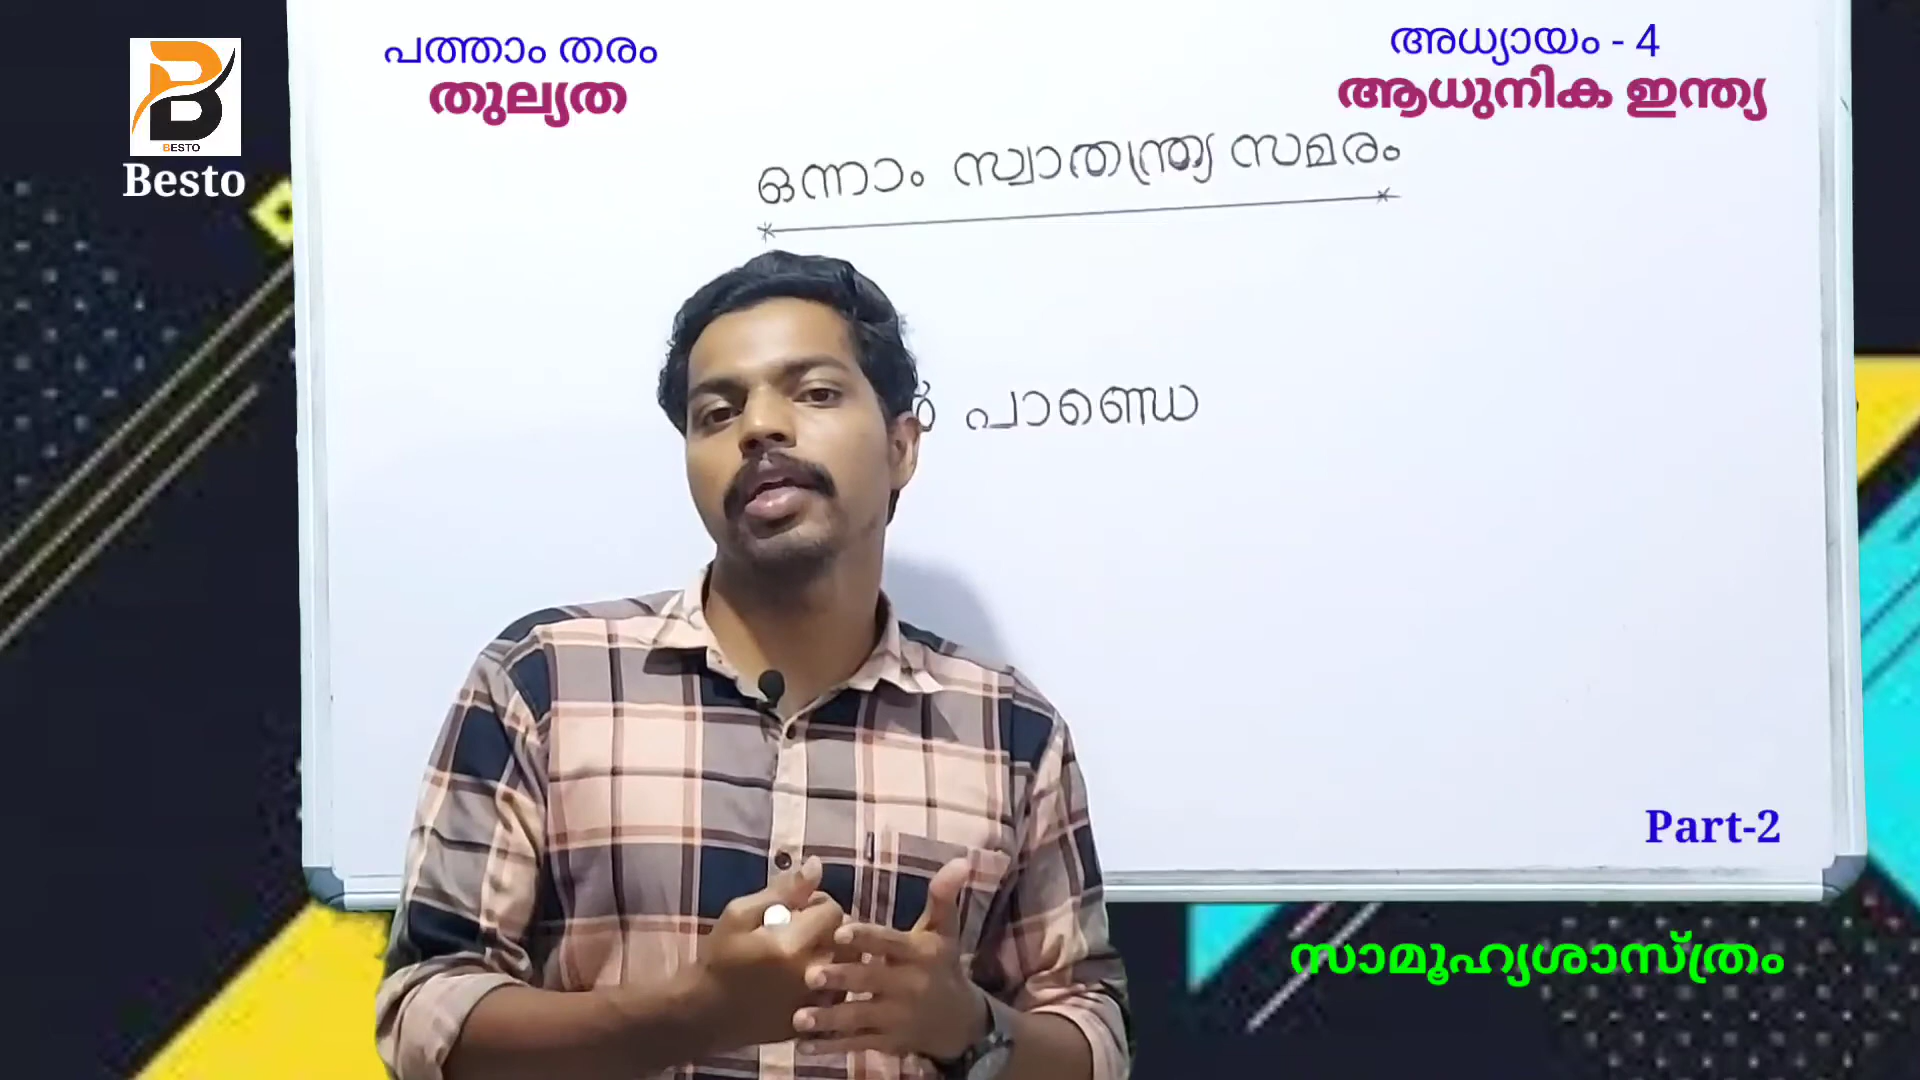 പത്താം തരം
തുല്യത
അധ്യായം - 4
ആധുനിക ഇന്ത്യ
BESTO
Besto
ഒന്നാം സ്വാതന്ത്ര്യ സമരം
പാണ്ഡെ
Part-2
സാമൂഹ്യശാസ്ത്രം